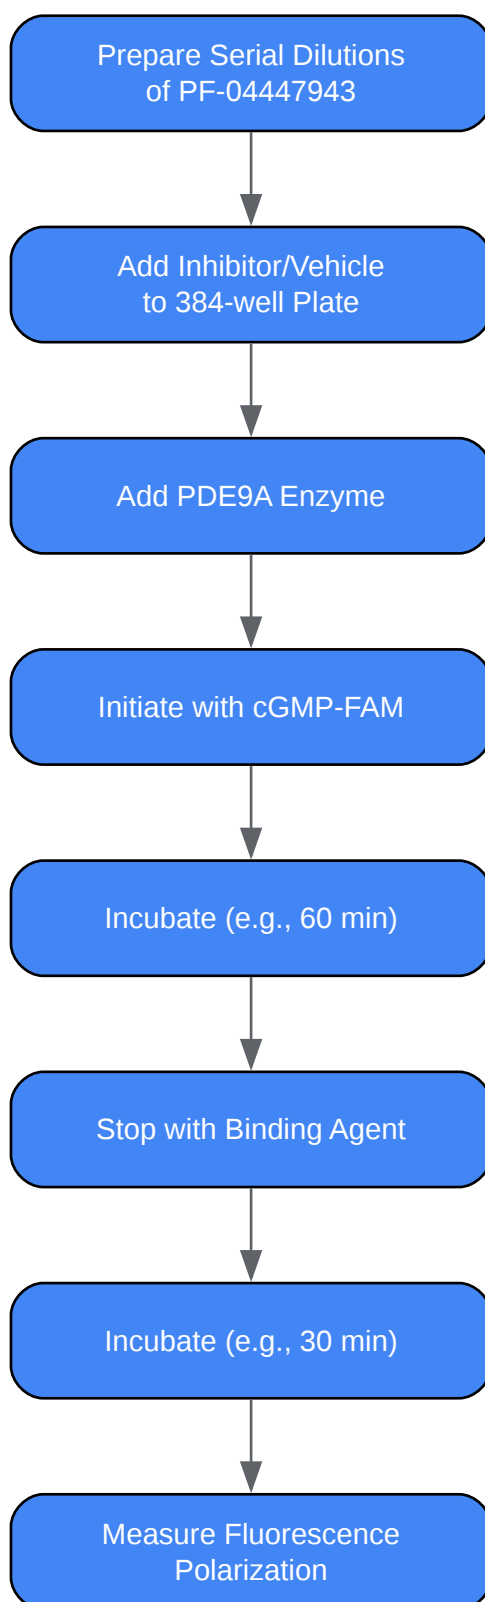 Prepare Serial Dilutions
of PF-04447943
Add Inhibitor/Vehicle
to 384-well Plate
Add PDE9A Enzyme
Initiate with cGMP-FAM
Incubate (e.g., 60 min)
Stop with Binding Agent
Incubate (e.g., 30 min)
Measure Fluorescence
Polarization